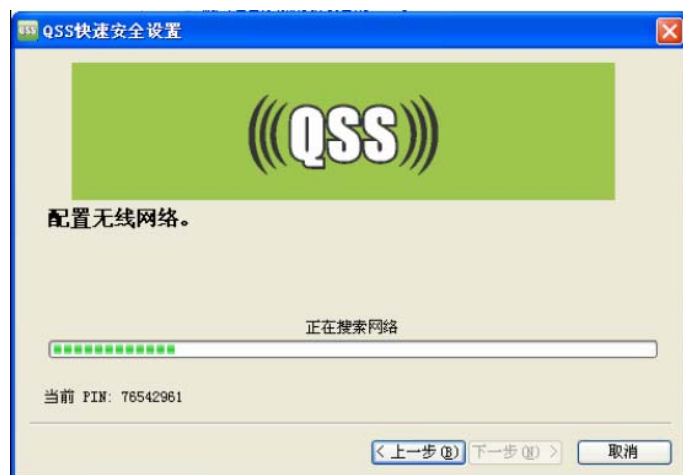 QSS QSS快速安全设置
(((QSS)))
配置无线网络。
正在搜索网络
当前 PIN: 76542961
< 上一步(B) 下一步(N) > 取消